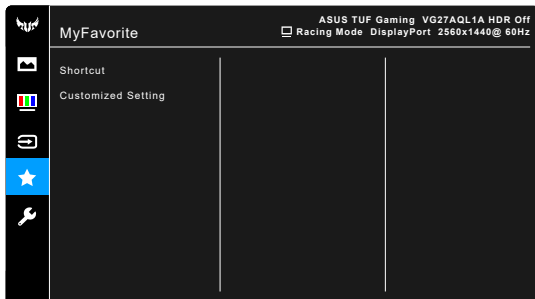 ASUS TUF Gaming VG27AQL1A HDR Off
MyFavorite
Racing Mode DisplayPort 2560x1440@ 60Hz
Shortcut
Customized Setting